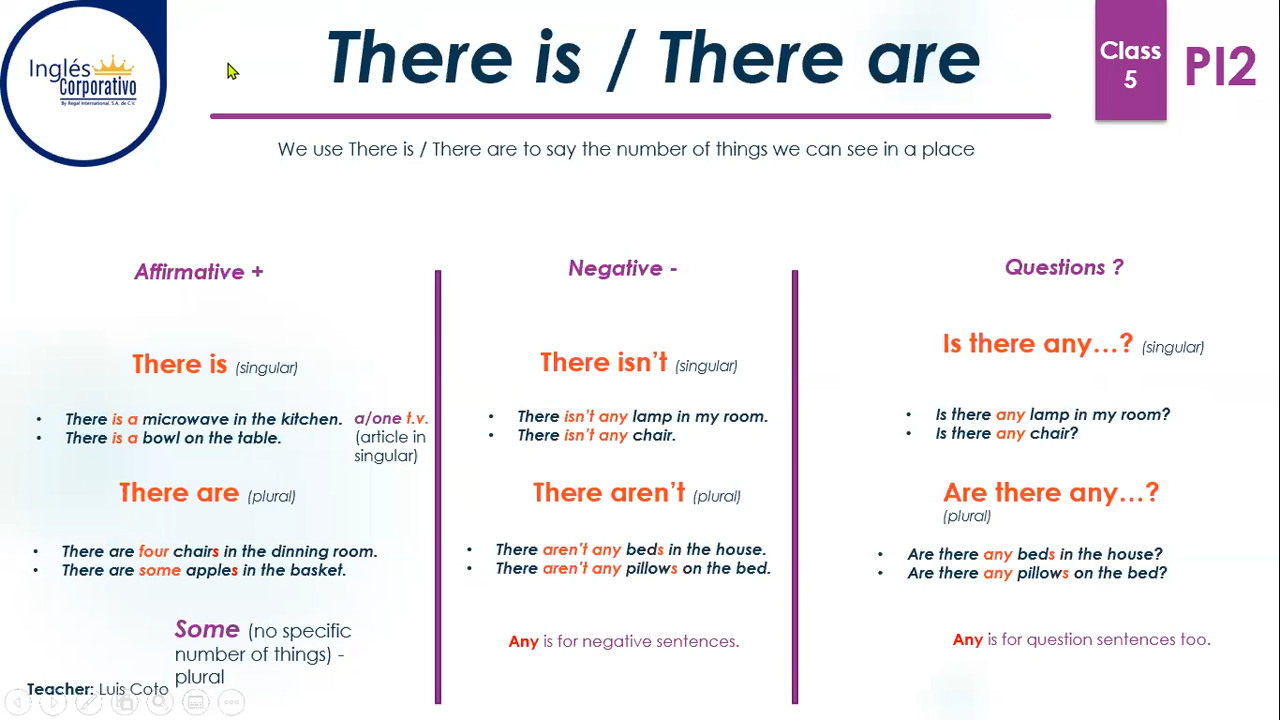 Inglés
Corporativo
By Regal International, S.A. de C.V.
There is / There are
Class
5
PI2
We use There is / There are to say the number of things we can see in a place
Affirmative +
There is (singular)
• There is a microwave in the kitchen.
• There is a bowl on the table.
a/one t.v.
(article in
singular)
There are (plural)
• There are four chairs in the dinning room.
• There are some apples in the basket.
Some (no specific
number of things) -
plural
Negative -
There isn't (singular)
• There isn't any lamp in my room.
• There isn't any chair.
There aren't (plural)
• There aren't any beds in the house.
• There aren't any pillows on the bed.
Any is for negative sentences.
Questions ?
Is there any…? (singular)
• Is there any lamp in my room?
• Is there any chair?
Are there any…?
(plural)
• Are there any beds in the house?
• Are there any pillows on the bed?
Any is for question sentences too.
Teacher: Luis Coto